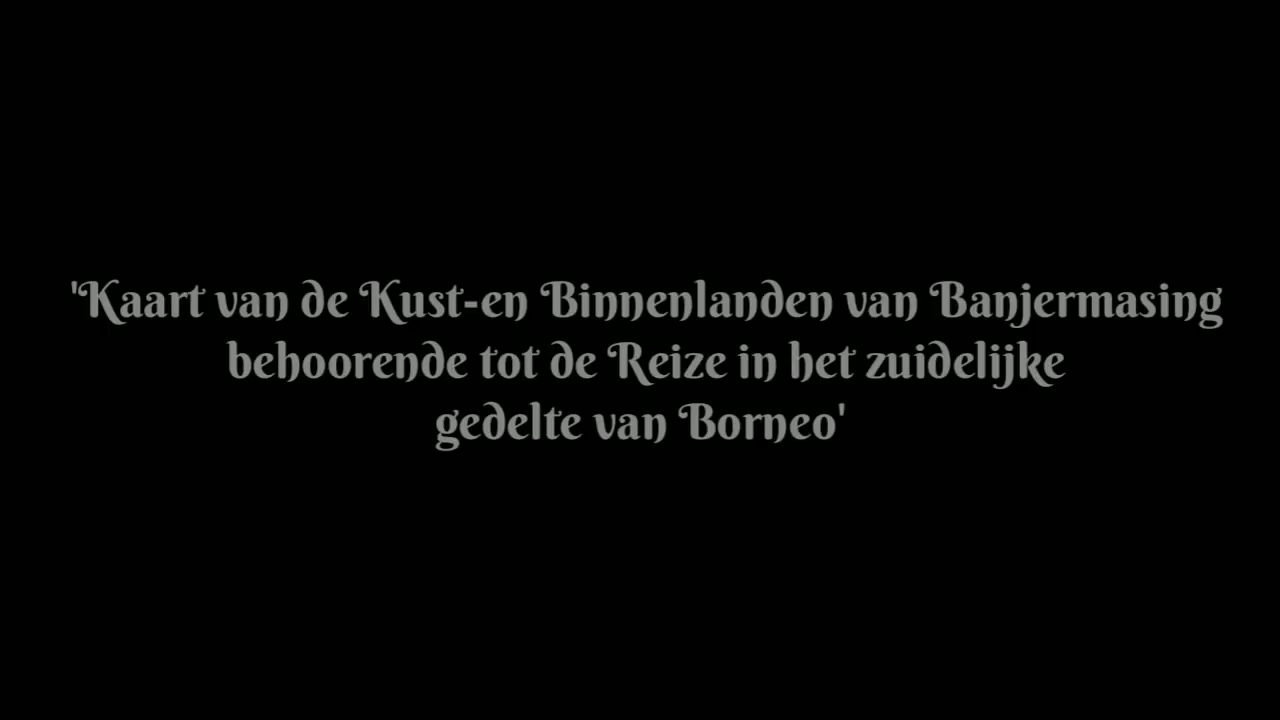 'Kaart van de Kust-en Binnenlanden van Banjermasing
behoorende tot de Reize in het zuidelijke
gedelte van Borneo'